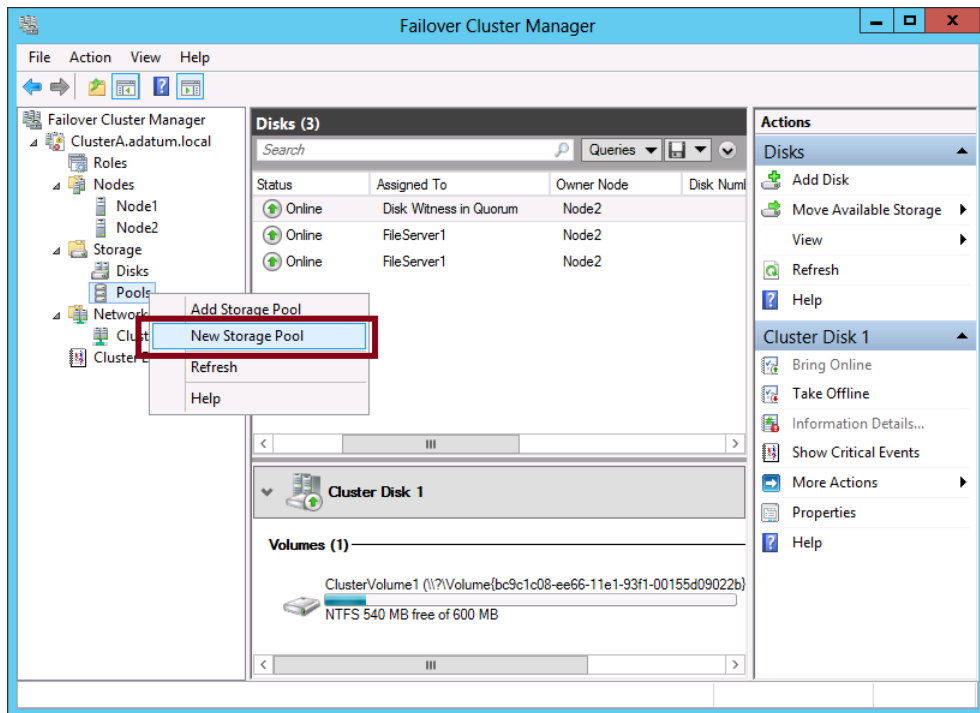 Failover Cluster Manager
File Action View Help
Failover Cluster Manager
ClusterA.adatum.local
Roles
Nodes
Node1
Node2
Storage
Disks
Pools
Network
Clust
Cluster E
Add Storage Pool
New Storage Pool
Refresh
Help
Disks (3)
Search
Queries
Status Assigned To Owner Node Disk Num
Online Disk Witness in Quorum Node2
Online FileServer1 Node2
Online FileServer1 Node2
Cluster Disk 1
Volumes (1)
ClusterVolume1 (\\?\Volume{bc9c1c08-ee66-11e1-93f1-00155d09022b}
NTFS 540 MB free of 600 MB
Actions
Disks
Add Disk
Move Available Storage
View
Refresh
Help
Cluster Disk 1
Bring Online
Take Offline
Information Details...
Show Critical Events
More Actions
Properties
Help